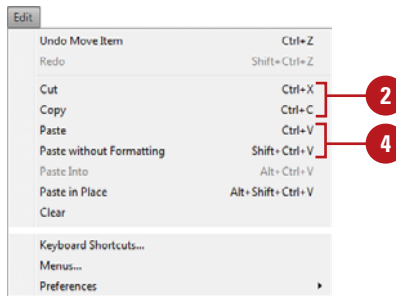 Edit
Undo Move Item Ctrl+Z
Redo Shift+Ctrl+Z
Cut Ctrl+X
Copy Ctrl+C
2
Paste Ctrl+V
Paste without Formatting Shift+Ctrl+V
4
Paste Into Alt+Ctrl+V
Paste in Place Alt+Shift+Ctrl+V
Clear
Keyboard Shortcuts...
Menus...
Preferences